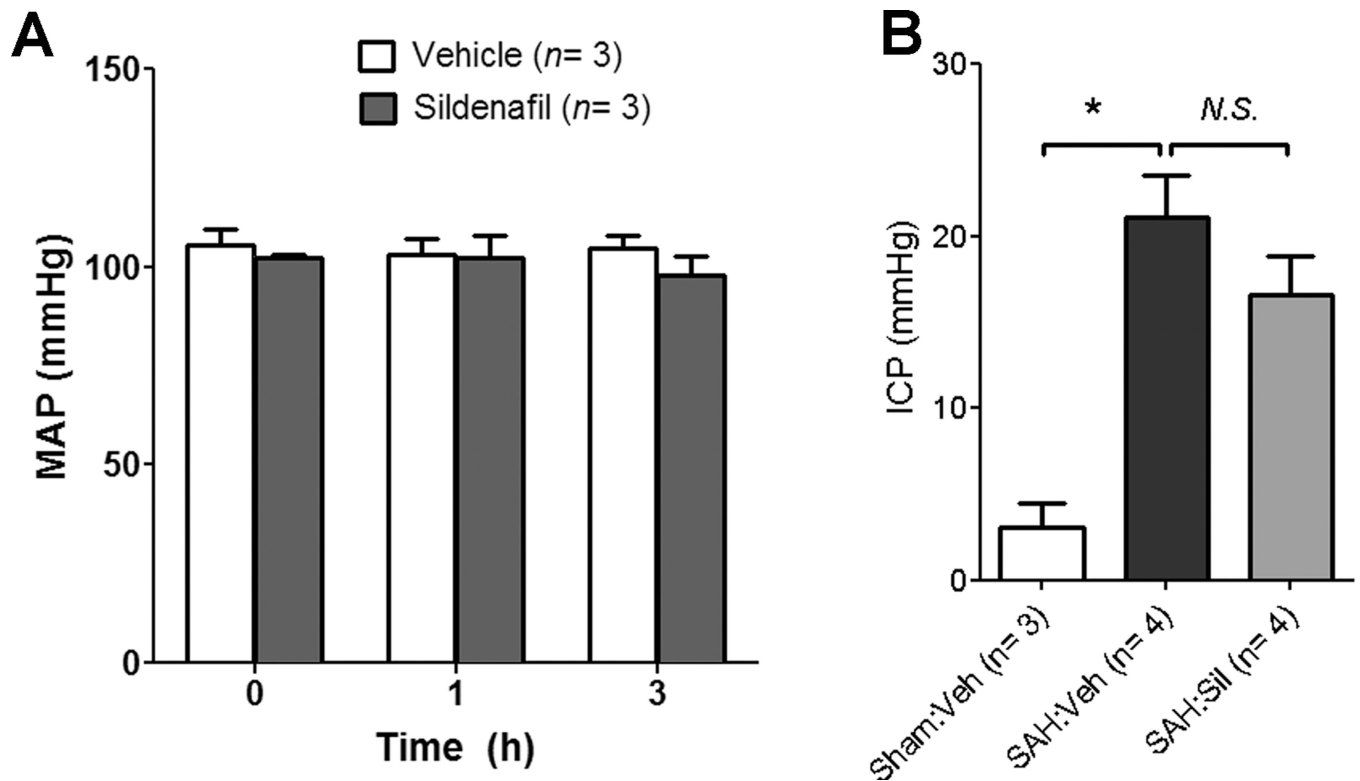 A
Vehicle (n= 3)
Sildenafil (n= 3)
MAP (mmHg)
150
100
50
0
0 1 3
Time (h)
B
* N.S.
ICP (mmHg)
30
20
10
0
Sham:Veh (n= 3)
SAH:Veh (n= 4)
SAH:Sil (n= 4)